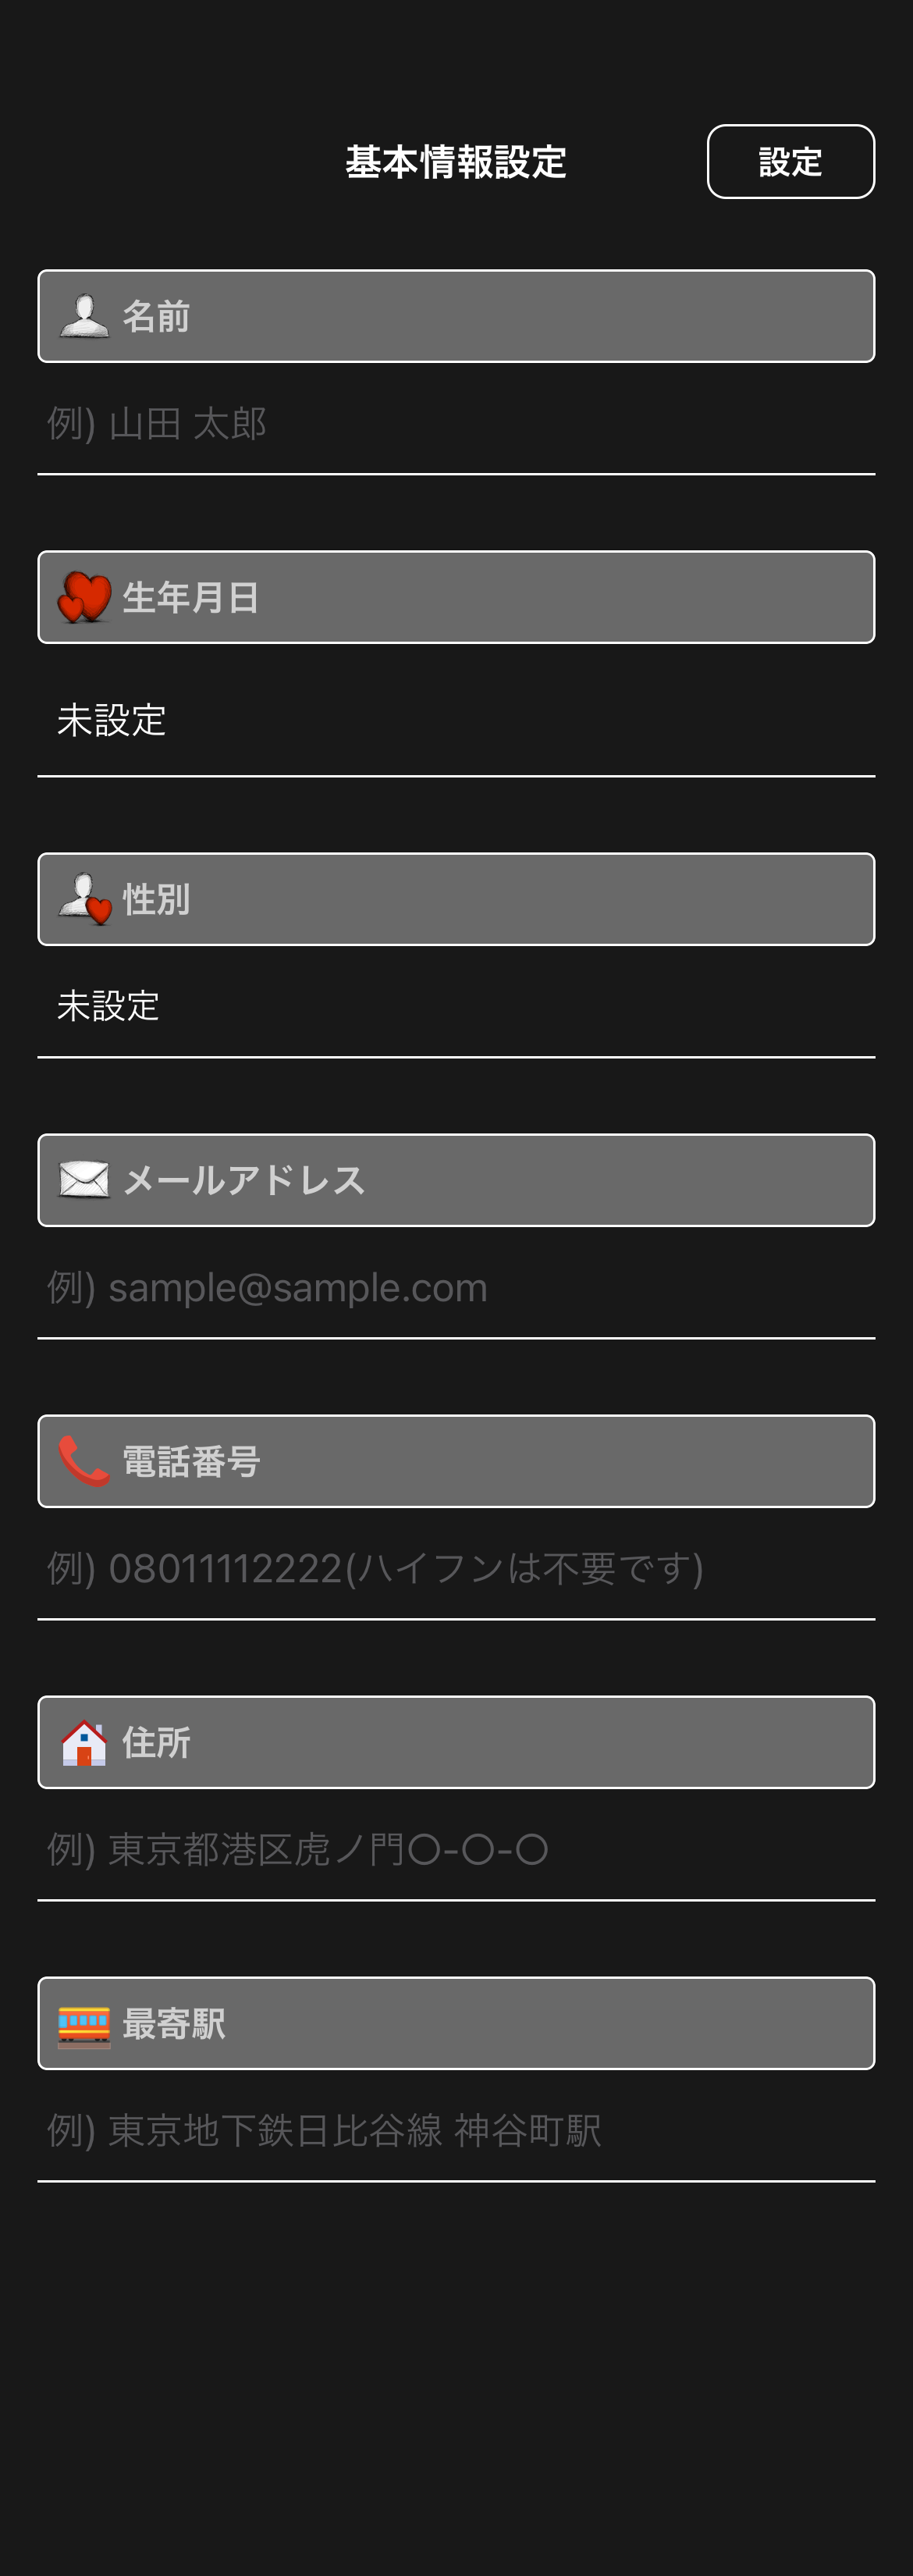 基本情報設定
設定
名前
例) 山田 太郎
生年月日
未設定
性別
未設定
メールアドレス
例) sample@sample.com
電話番号
例) 08011112222(ハイフンは不要です)
住所
例) 東京都港区虎ノ門〇-〇-〇
最寄駅
例) 東京地下鉄日比谷線 神谷町駅